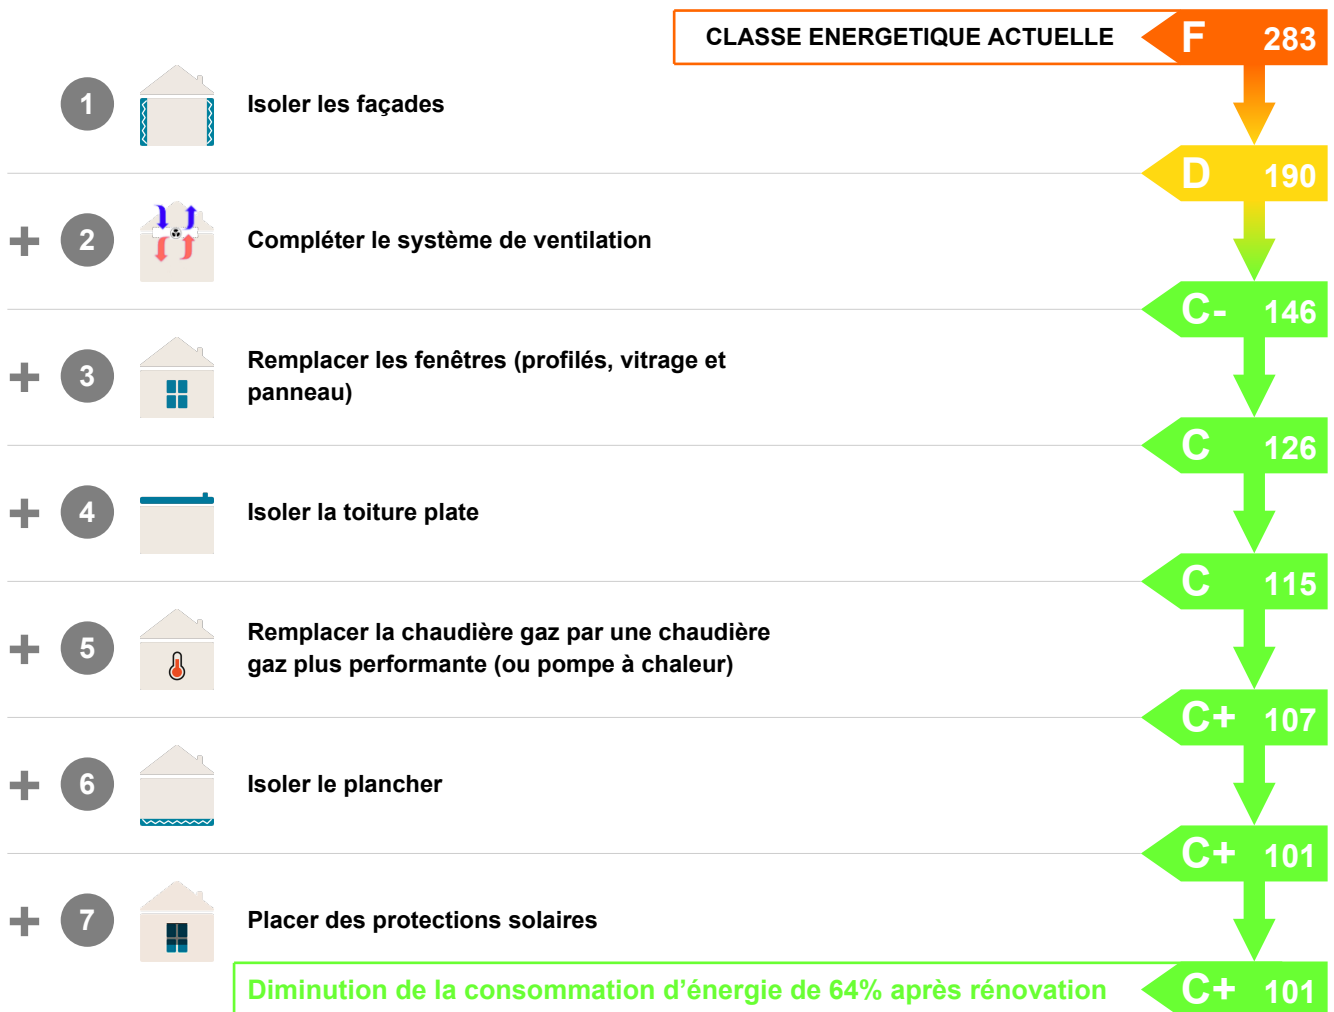 CLASSE ENERGETIQUE ACTUELLE F 283
1 Isoler les façades
D 190
+ 2 Compléter le système de ventilation
C- 146
+ 3 Remplacer les fenêtres (profilés, vitrage et
panneau)
C 126
+ 4 Isoler la toiture plate
C 115
+ 5 Remplacer la chaudière gaz par une chaudière
gaz plus performante (ou pompe à chaleur)
C+ 107
+ 6 Isoler le plancher
C+ 101
+ 7 Placer des protections solaires
Diminution de la consommation d’énergie de 64% après rénovation C+ 101